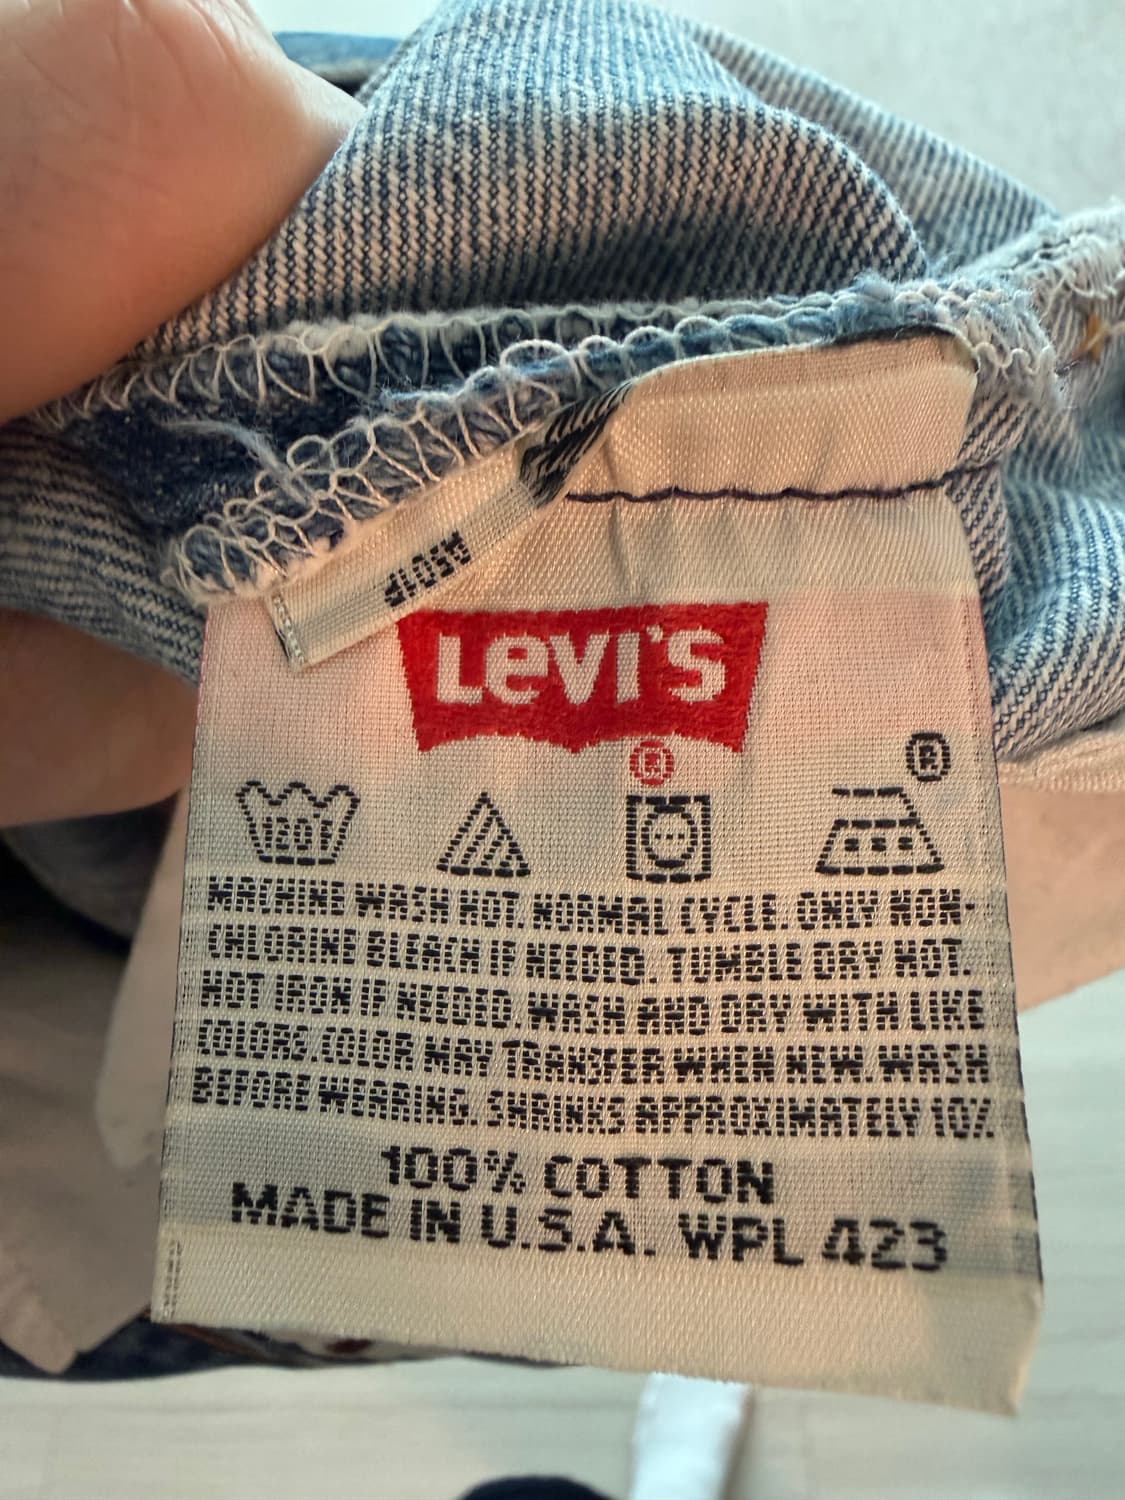 A501P
LEVI'S
®
®
120F
MACHINE WASH HOT. NORMAL CYCLE. ONLY NON-
CHLORINE BLEACH IF NEEDED. TUMBLE DRY HOT.
HOT IRON IF NEEDED. WASH AND DRY WITH LIKE
COLORS.COLOR MAY TRANSFER WHEN NEW. WASH
BEFORE WEARING. SHRINKS APPROXIMATELY 10%.
100% COTTON
MADE IN U.S.A. WPL 423